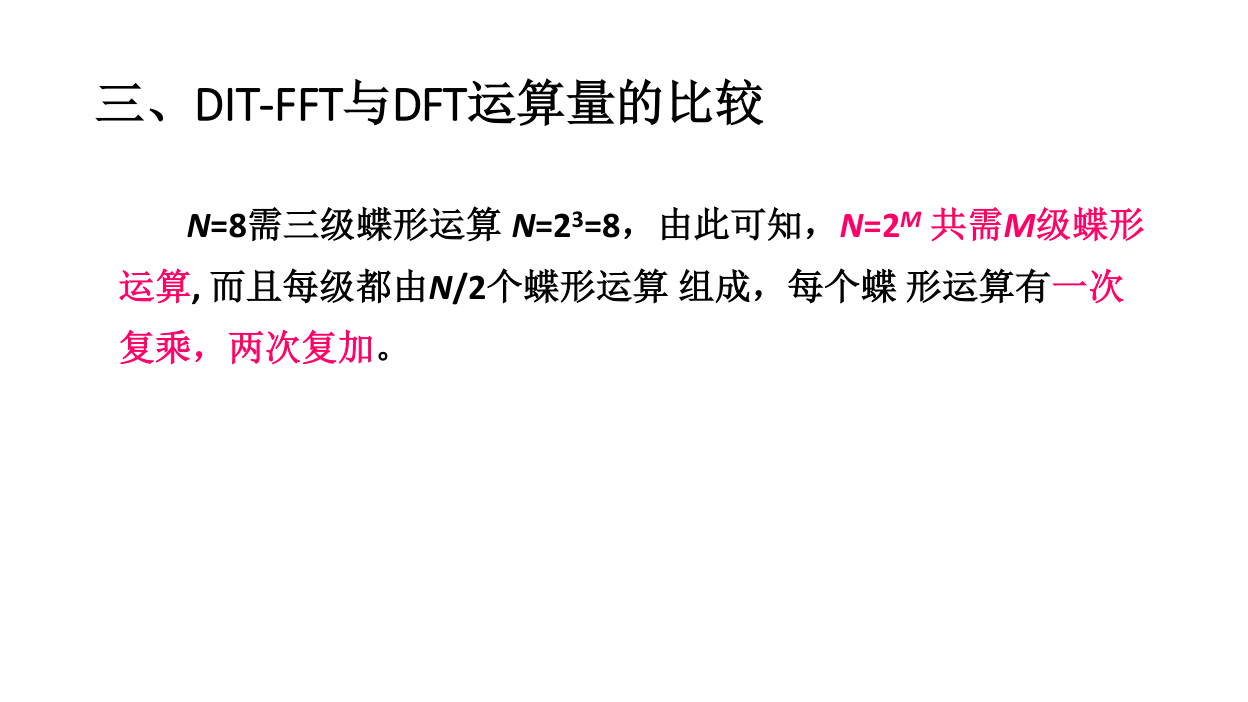 三、DIT-FFT与DFT运算量的比较
N=8需三级蝶形运算 N=2³=8，由此可知，N=2ᴹ 共需M级蝶形
运算, 而且每级都由N/2个蝶形运算 组成，每个蝶 形运算有一次
复乘，两次复加。